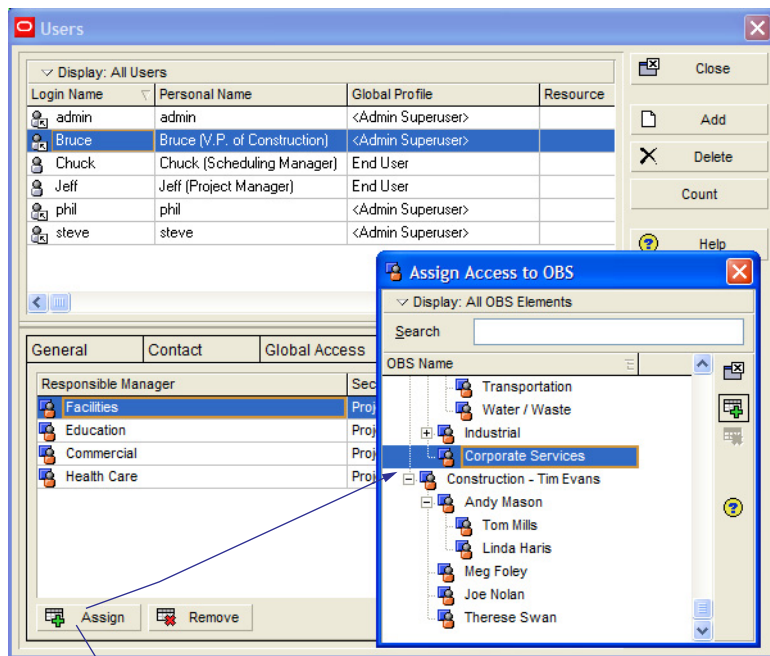 Users
Display: All Users
Login Name Personal Name Global Profile Resource
admin admin <Admin Superuser>
Bruce Bruce (V.P. of Construction) <Admin Superuser>
Chuck Chuck (Scheduling Manager) End User
Jeff Jeff (Project Manager) End User
phil phil <Admin Superuser>
steve steve <Admin Superuser>
Close
Add
Delete
Count
Help
General Contact Global Access
Responsible Manager Sec
Facilities Proj
Education Proj
Commercial Proj
Health Care Proj
Assign Remove
Assign Access to OBS
Display: All OBS Elements
Search
OBS Name
Transportation
Water / Waste
Industrial
Corporate Services
Construction - Tim Evans
Andy Mason
Tom Mills
Linda Haris
Meg Foley
Joe Nolan
Therese Swan